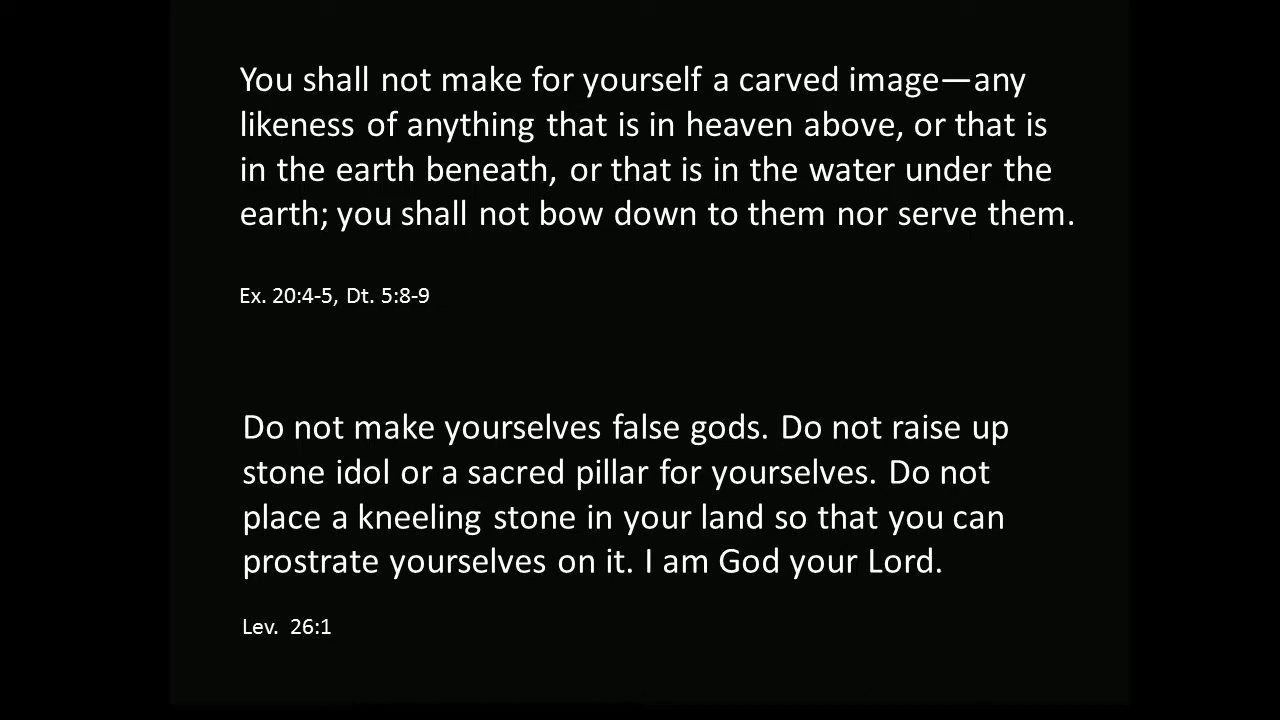 You shall not make for yourself a carved image—any
likeness of anything that is in heaven above, or that is
in the earth beneath, or that is in the water under the
earth; you shall not bow down to them nor serve them.
Ex. 20:4-5, Dt. 5:8-9
Do not make yourselves false gods. Do not raise up
stone idol or a sacred pillar for yourselves. Do not
place a kneeling stone in your land so that you can
prostrate yourselves on it. I am God your Lord.
Lev. 26:1